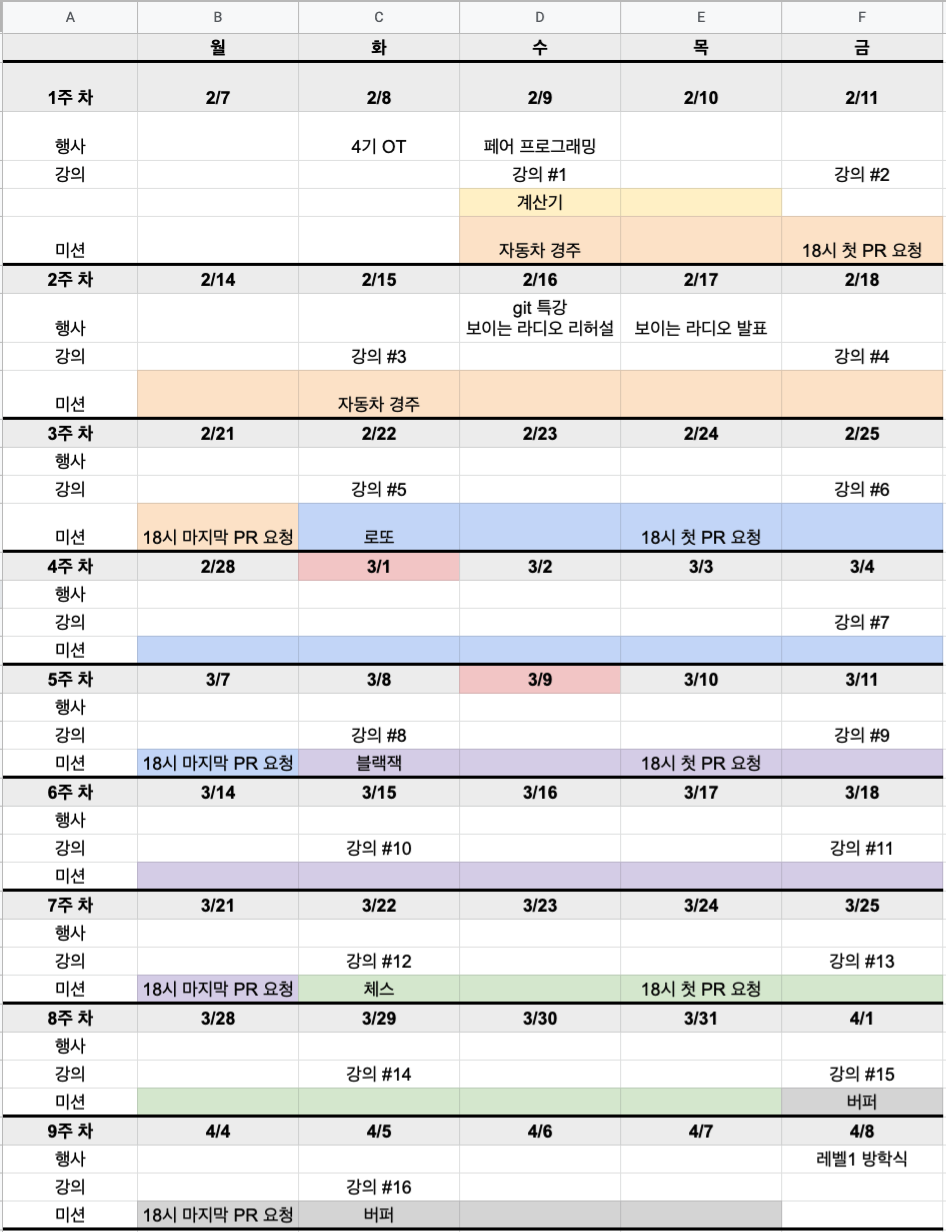 A B C D E F
월 화 수 목 금
1주 차 2/7 2/8 2/9 2/10 2/11
행사 4기 OT 페어 프로그래밍
강의 강의 #1 강의 #2
계산기
미션 자동차 경주 18시 첫 PR 요청
2주 차 2/14 2/15 2/16 2/17 2/18
git 특강
행사 보이는 라디오 리허설 보이는 라디오 발표
강의 강의 #3 강의 #4
미션 자동차 경주
3주 차 2/21 2/22 2/23 2/24 2/25
행사
강의 강의 #5 강의 #6
미션 18시 마지막 PR 요청 로또 18시 첫 PR 요청
4주 차 2/28 3/1 3/2 3/3 3/4
행사
강의 강의 #7
미션
5주 차 3/7 3/8 3/9 3/10 3/11
행사
강의 강의 #8 강의 #9
미션 18시 마지막 PR 요청 블랙잭 18시 첫 PR 요청
6주 차 3/14 3/15 3/16 3/17 3/18
행사
강의 강의 #10 강의 #11
미션
7주 차 3/21 3/22 3/23 3/24 3/25
행사
강의 강의 #12 강의 #13
미션 18시 마지막 PR 요청 체스 18시 첫 PR 요청
8주 차 3/28 3/29 3/30 3/31 4/1
행사
강의 강의 #14 강의 #15
미션 버퍼
9주 차 4/4 4/5 4/6 4/7 4/8
행사 레벨1 방학식
강의 강의 #16
미션 18시 마지막 PR 요청 버퍼